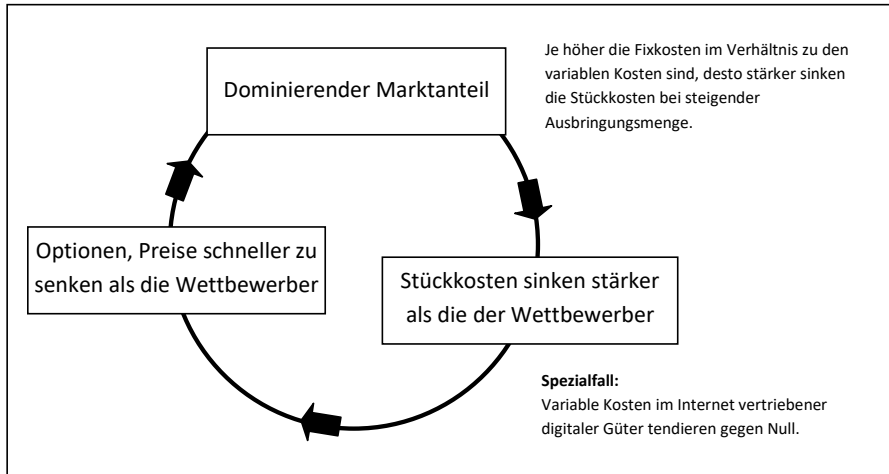 Dominierender Marktanteil
Je höher die Fixkosten im Verhältnis zu den
variablen Kosten sind, desto stärker sinken
die Stückkosten bei steigender
Ausbringungsmenge.
Optionen, Preise schneller zu
senken als die Wettbewerber
Stückkosten sinken stärker
als die der Wettbewerber
Spezialfall:
Variable Kosten im Internet vertriebener
digitaler Güter tendieren gegen Null.